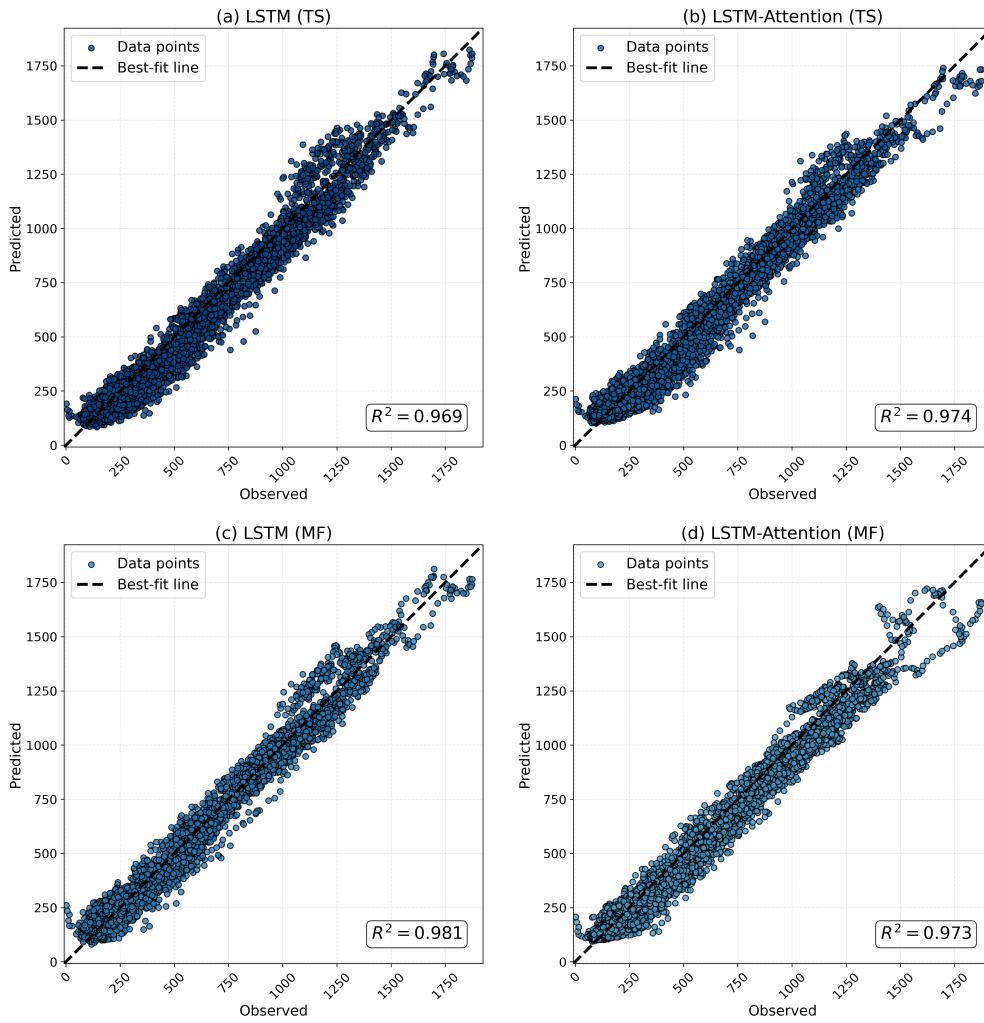 (a) LSTM (TS)
Data points
Best-fit line
Predicted
1750
1500
1250
1000
750
500
250
0
R² = 0.969
0
250
500
750
1000
1250
1500
1750
Observed
(b) LSTM-Attention (TS)
Data points
Best-fit line
Predicted
1750
1500
1250
1000
750
500
250
0
R² = 0.974
0
250
500
750
1000
1250
1500
1750
Observed
(c) LSTM (MF)
Data points
Best-fit line
Predicted
1750
1500
1250
1000
750
500
250
0
R² = 0.981
0
250
500
750
1000
1250
1500
1750
Observed
(d) LSTM-Attention (MF)
Data points
Best-fit line
Predicted
1750
1500
1250
1000
750
500
250
0
R² = 0.973
0
250
500
750
1000
1250
1500
1750
Observed